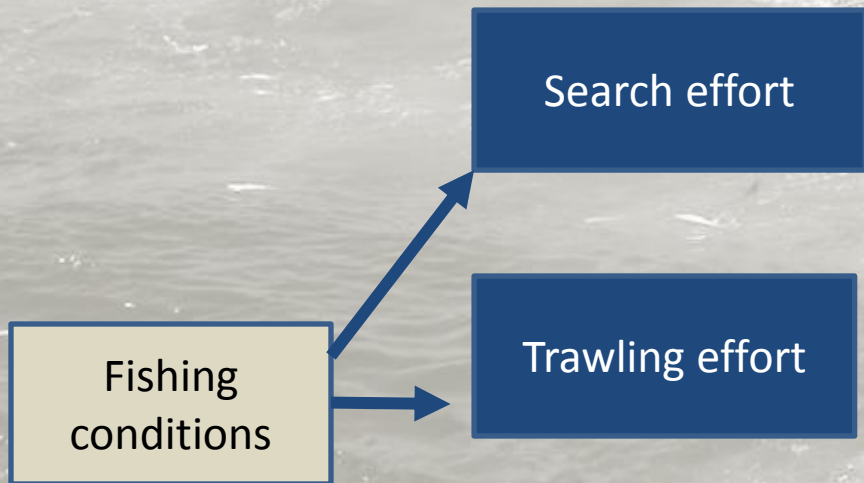 Search effort
Trawling effort
Fishing
conditions